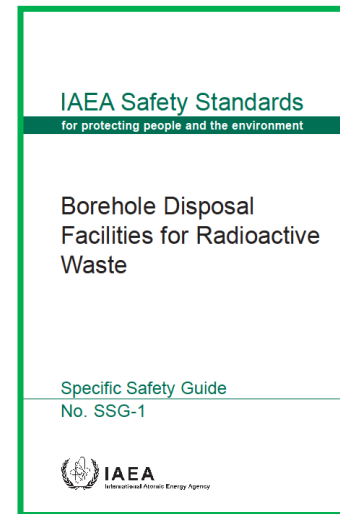 IAEA Safety Standards
for protecting people and the environment
Borehole Disposal
Facilities for Radioactive
Waste
Specific Safety Guide
No. SSG-1
IAEA
International Atomic Energy Agency